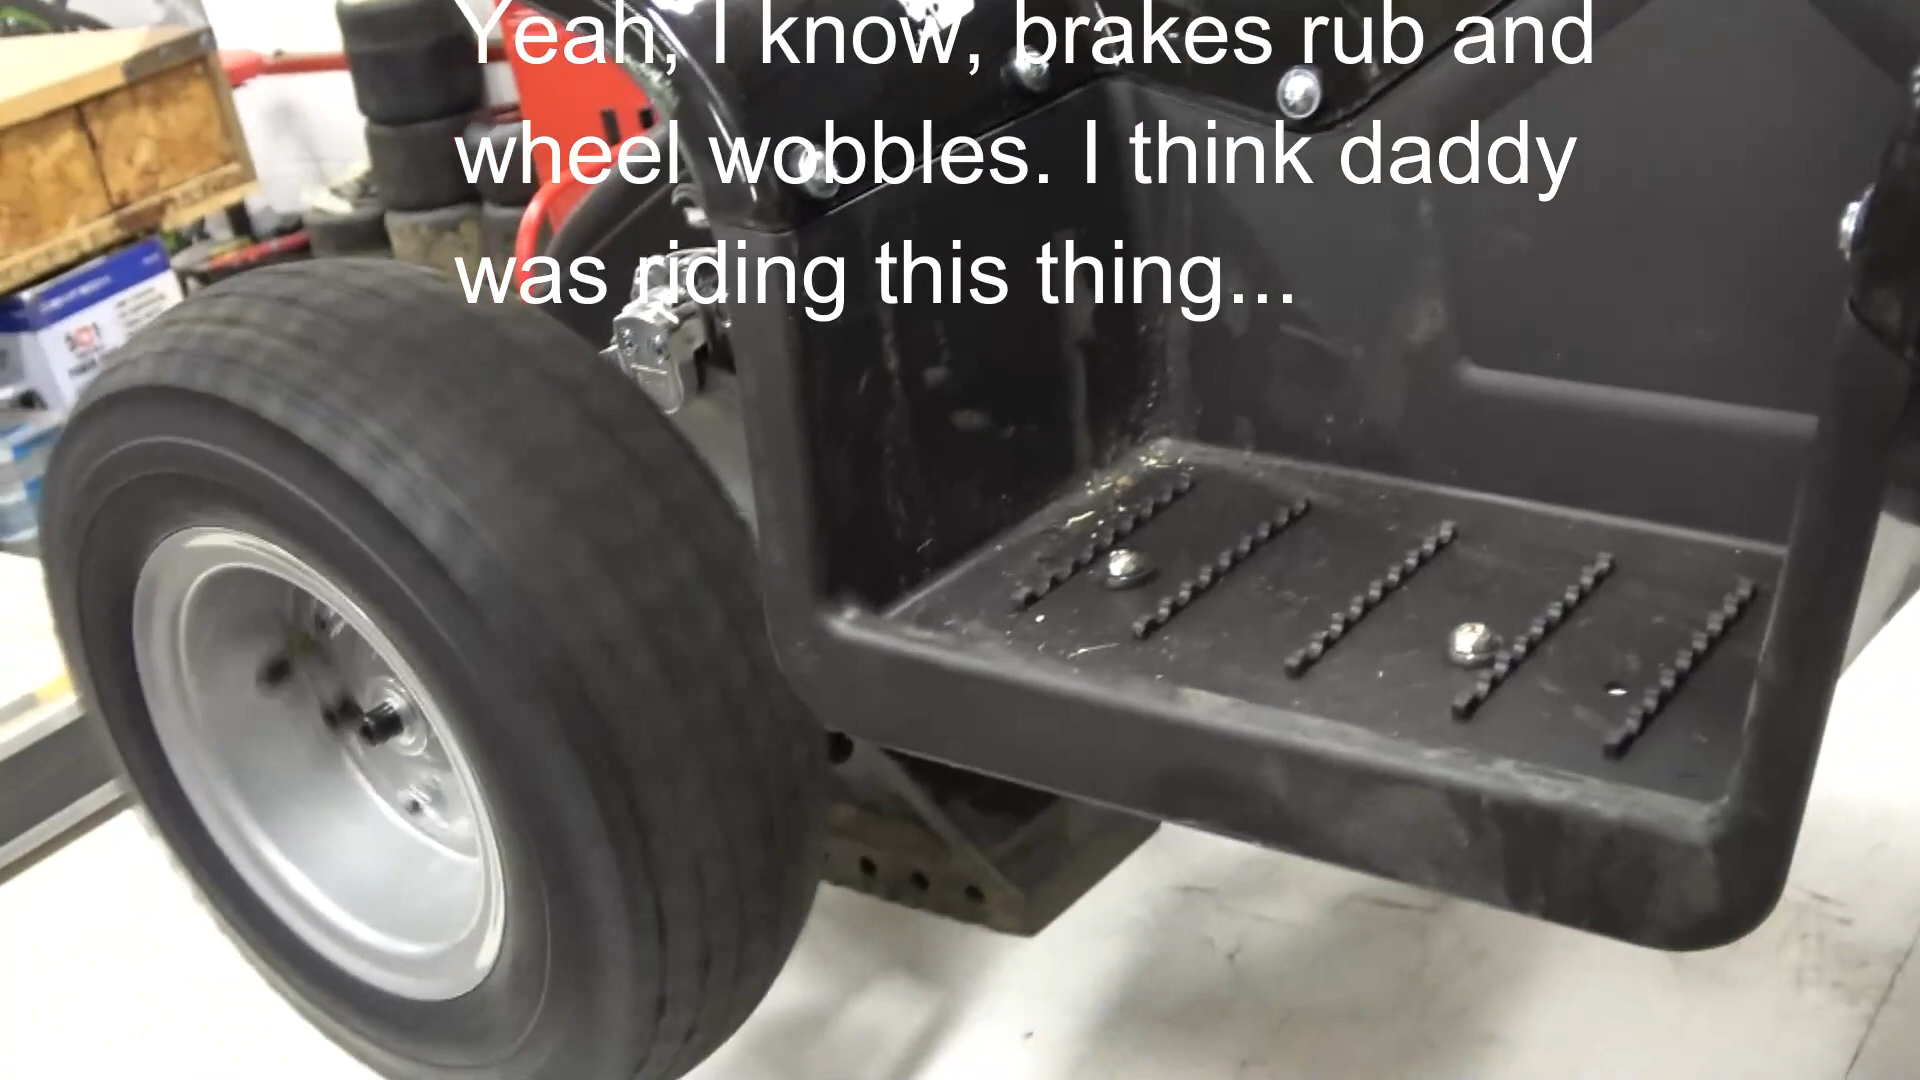 Yeah, I know, brakes rub and
wheel wobbles. I think daddy
was riding this thing...